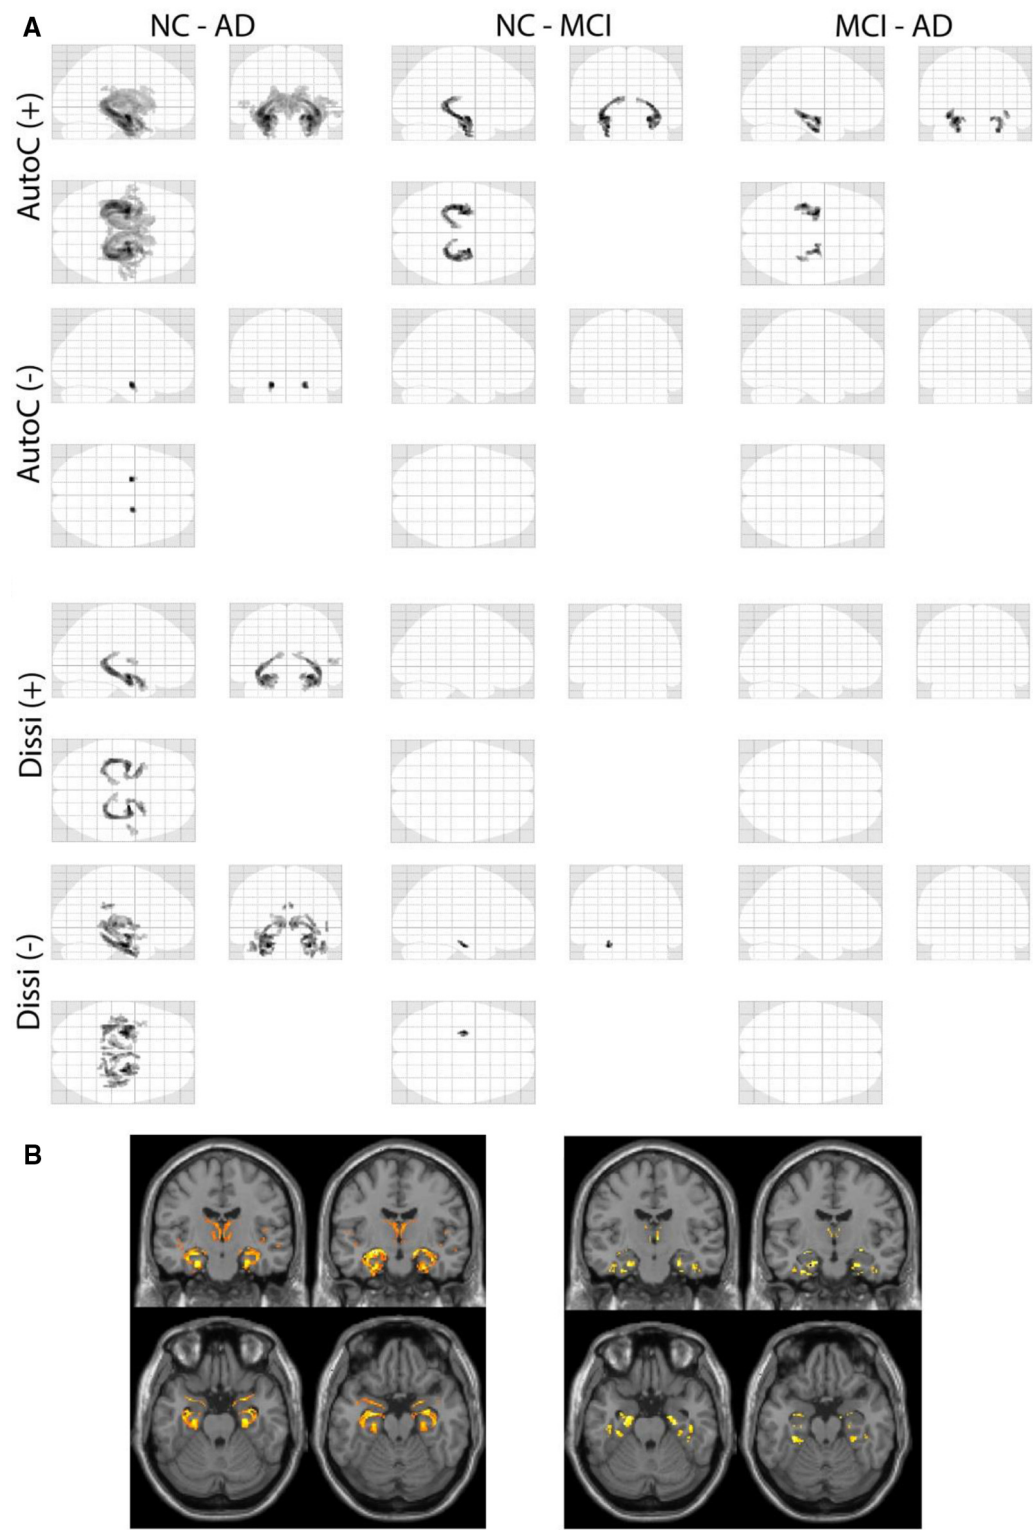 A
NC - AD
NC - MCI
MCI - AD
AutoC (+)
AutoC (-)
Dissi (+)
Dissi (-)
B